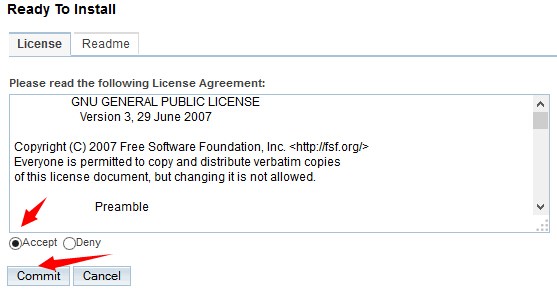 Ready To Install
License Readme
Please read the following License Agreement:
GNU GENERAL PUBLIC LICENSE
Version 3, 29 June 2007
Copyright (C) 2007 Free Software Foundation, Inc. <http://fsf.org/>
Everyone is permitted to copy and distribute verbatim copies
of this license document, but changing it is not allowed.
Preamble
Accept Deny
Commit Cancel